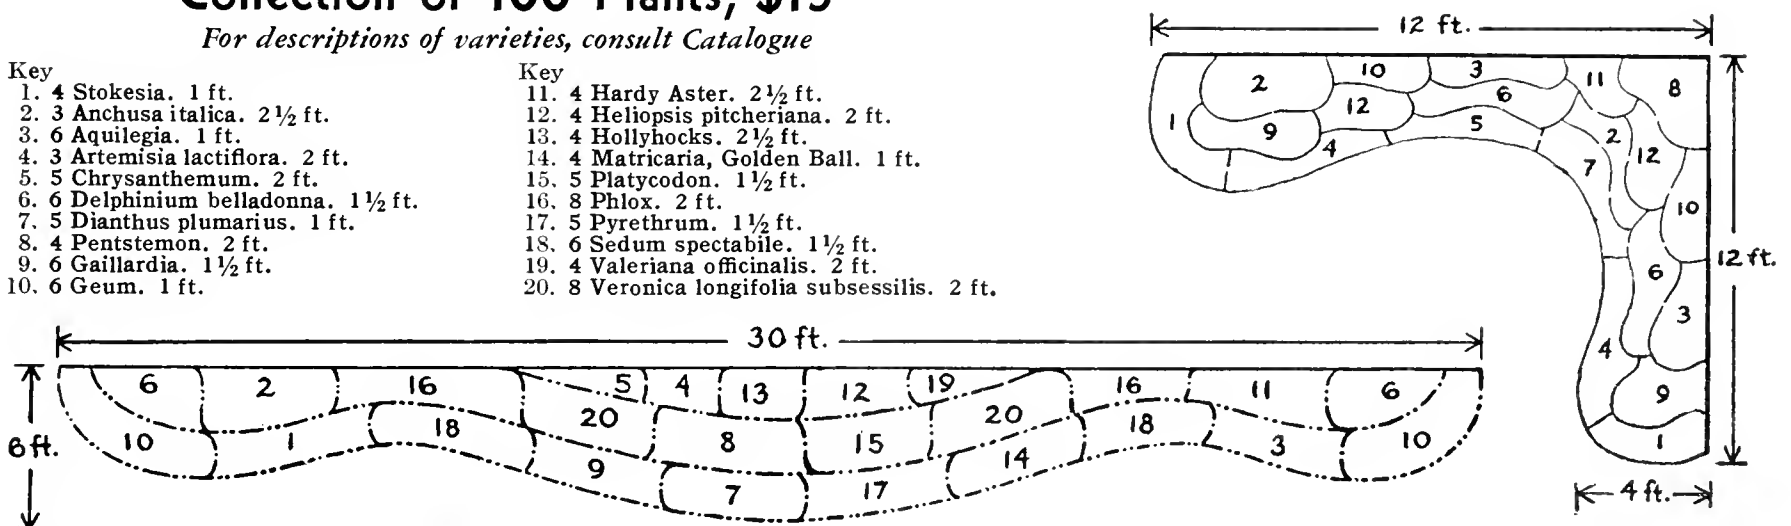 Collection of 100 Plants, $15
For descriptions of varieties, consult Catalogue
Key
1. 4 Stokesia. 1 ft.
2. 3 Anchusa italica. 2½ ft.
3. 6 Aquilegia. 1 ft.
4. 3 Artemisia lactiflora. 2 ft.
5. 5 Chrysanthemum. 2 ft.
6. 6 Delphinium belladonna. 1½ ft.
7. 5 Dianthus plumarius. 1 ft.
8. 4 Pentstemon. 2 ft.
9. 6 Gaillardia. 1½ ft.
10. 6 Geum. 1 ft.
Key
11. 4 Hardy Aster. 2½ ft.
12. 4 Heliopsis pitcheriana. 2 ft.
13. 4 Hollyhocks. 2½ ft.
14. 4 Matricaria, Golden Ball. 1 ft.
15. 5 Platycodon. 1½ ft.
16. 8 Phlox. 2 ft.
17. 5 Pyrethrum. 1½ ft.
18. 6 Sedum spectabile. 1½ ft.
19. 4 Valeriana officinalis. 2 ft.
20. 8 Veronica longifolia subsessilis. 2 ft.
12 ft.
2 10 3 11 8
1 9 12 6 2 12
4 5 7 10
12 ft.
6
3
4
9
1
4 ft.
30 ft.
6 ft.
6 2 16 5 4 13 12 19 16 11 6
10 1 18 20 8 15 20 18 3 10
9 7 17 14